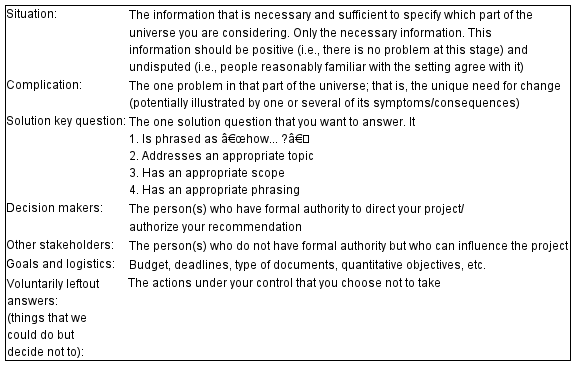 Situation: The information that is necessary and sufficient to specify which part of the
universe you are considering. Only the necessary information. This
information should be positive (i.e., there is no problem at this stage) and
undisputed (i.e., people reasonably familiar with the setting agree with it)
Complication: The one problem in that part of the universe; that is, the unique need for change
(potentially illustrated by one or several of its symptoms/consequences)
Solution key question: The one solution question that you want to answer. It
1. Is phrased as â€œhow... ?â€□
2. Addresses an appropriate topic
3. Has an appropriate scope
4. Has an appropriate phrasing
Decision makers: The person(s) who have formal authority to direct your project/
authorize your recommendation
Other stakeholders: The person(s) who do not have formal authority but who can influence the project
Goals and logistics: Budget, deadlines, type of documents, quantitative objectives, etc.
Voluntarily leftout The actions under your control that you choose not to take
answers:
(things that we
could do but
decide not to):